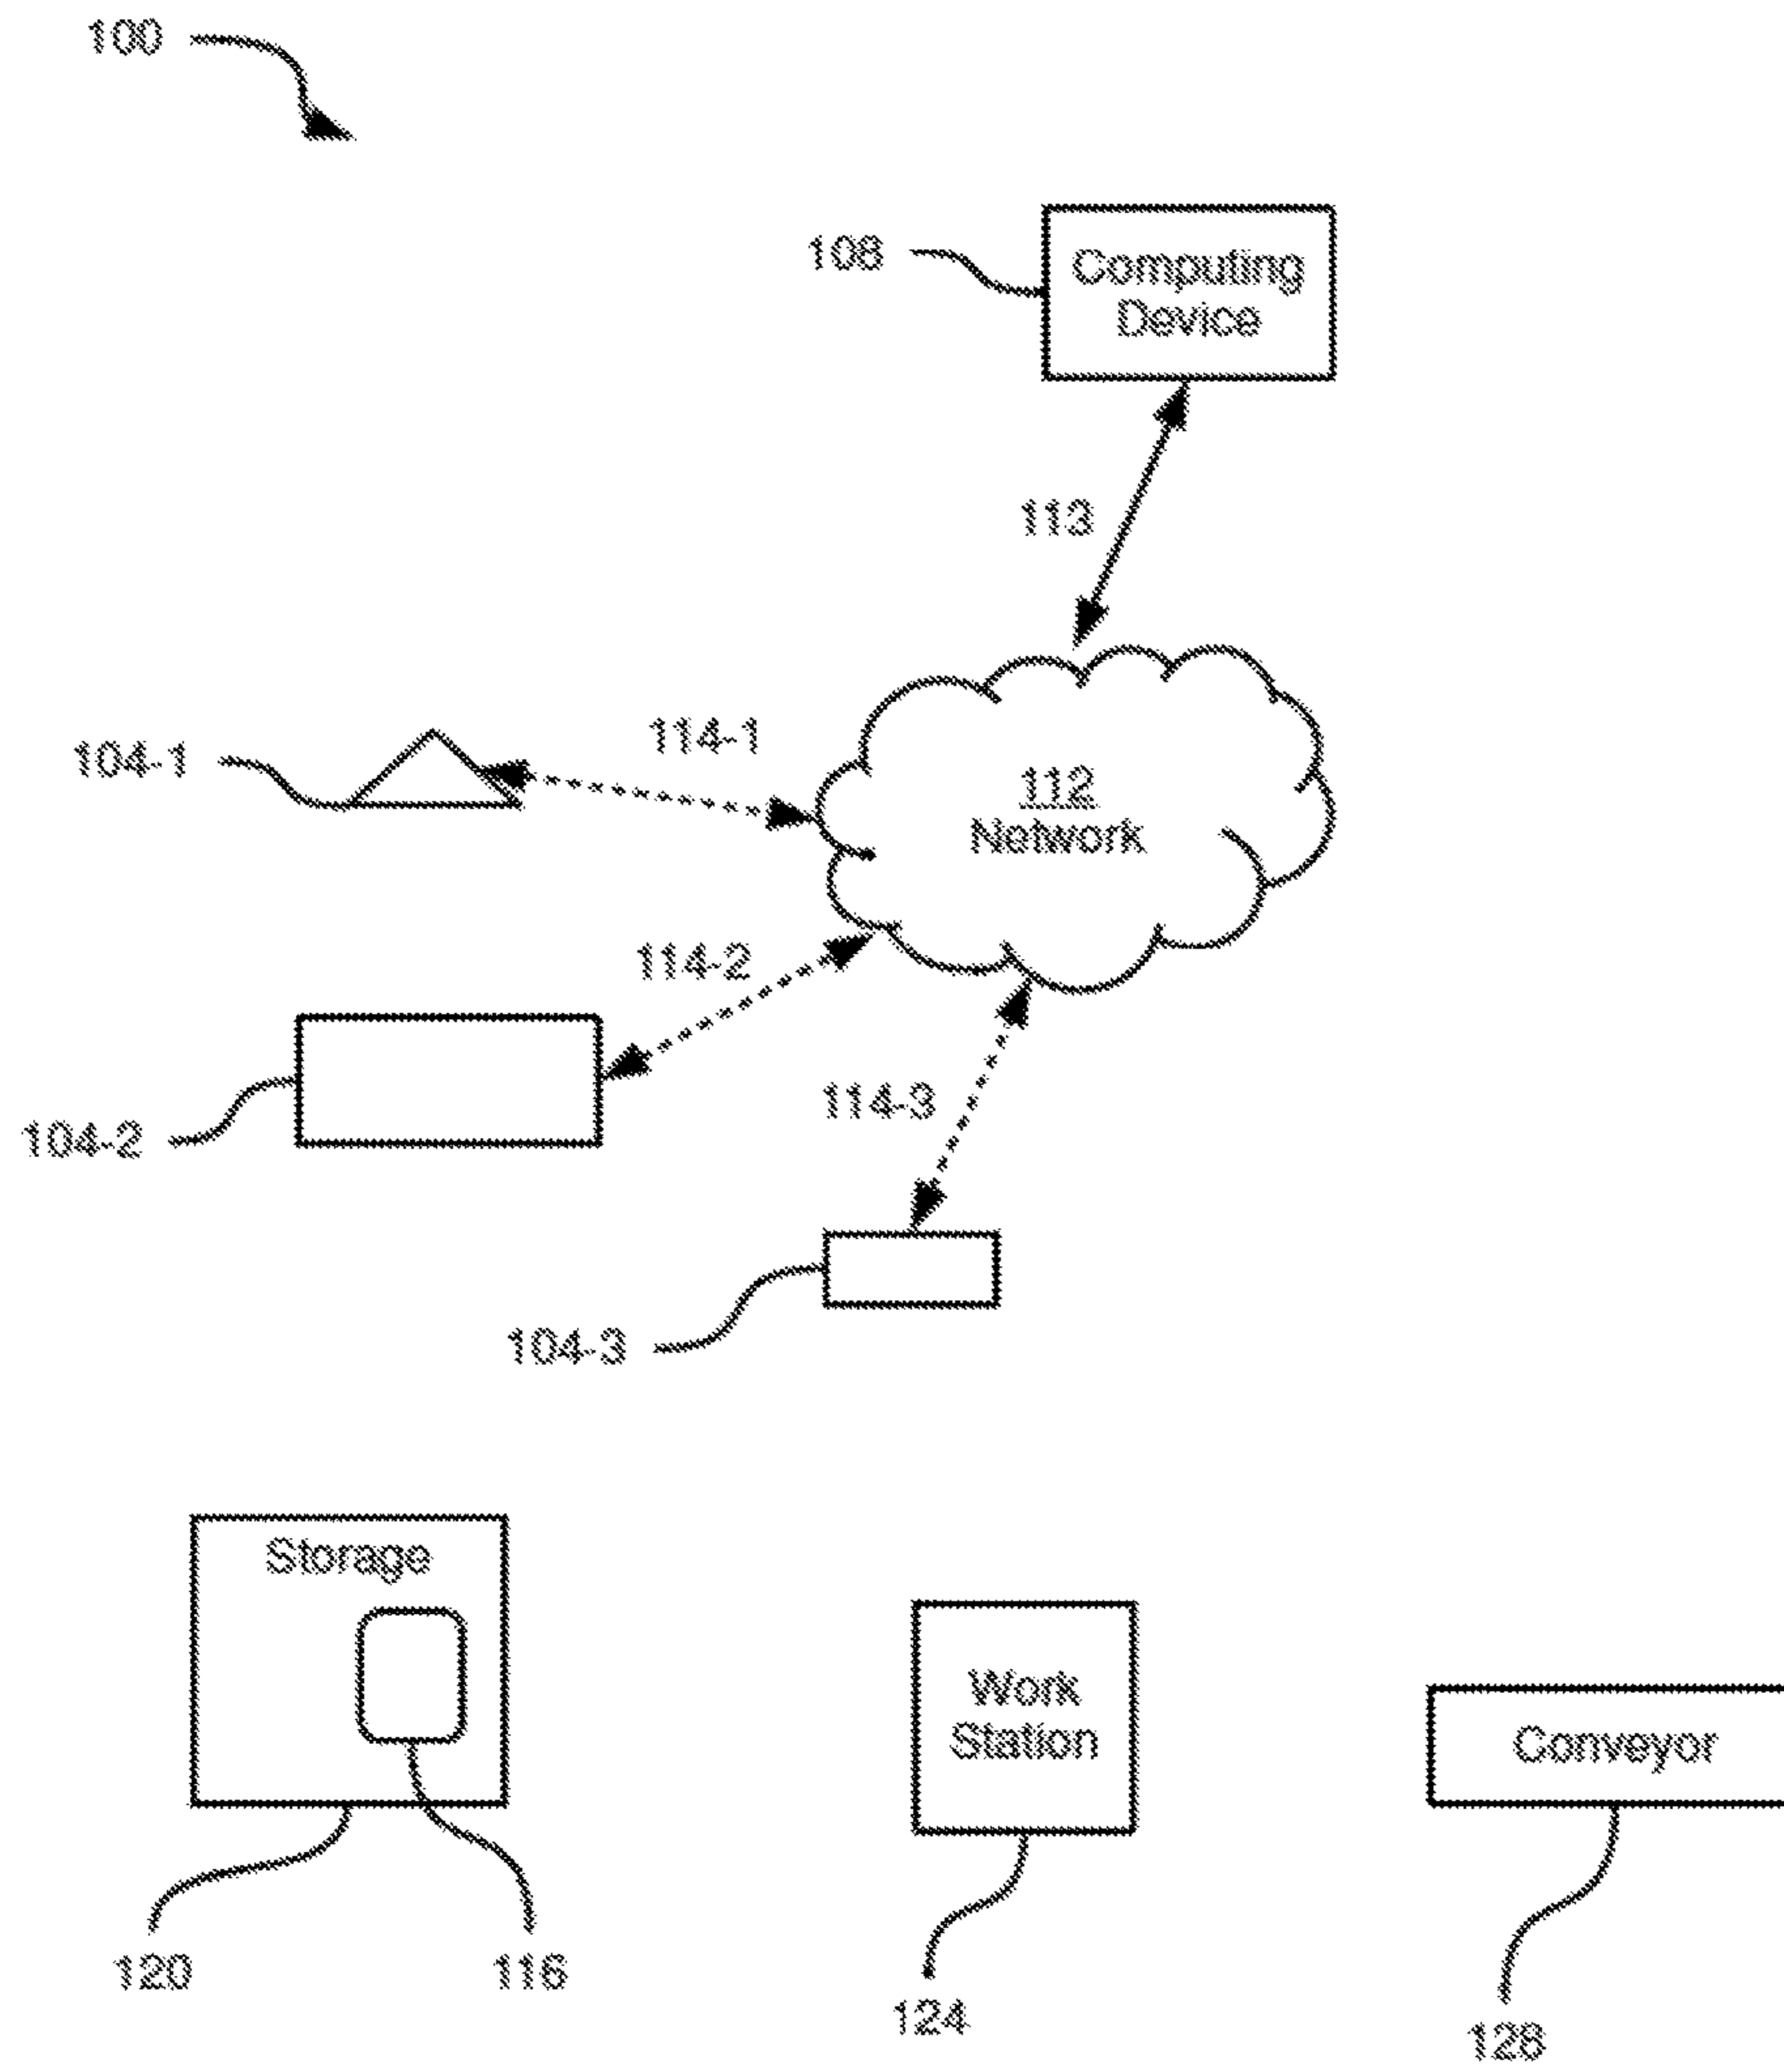 100
108
Computing
Device
113
104-1
114-1
112
Network
114-2
104-2
114-3
104-3
Storage
Work
Station
Conveyor
120
116
124
128